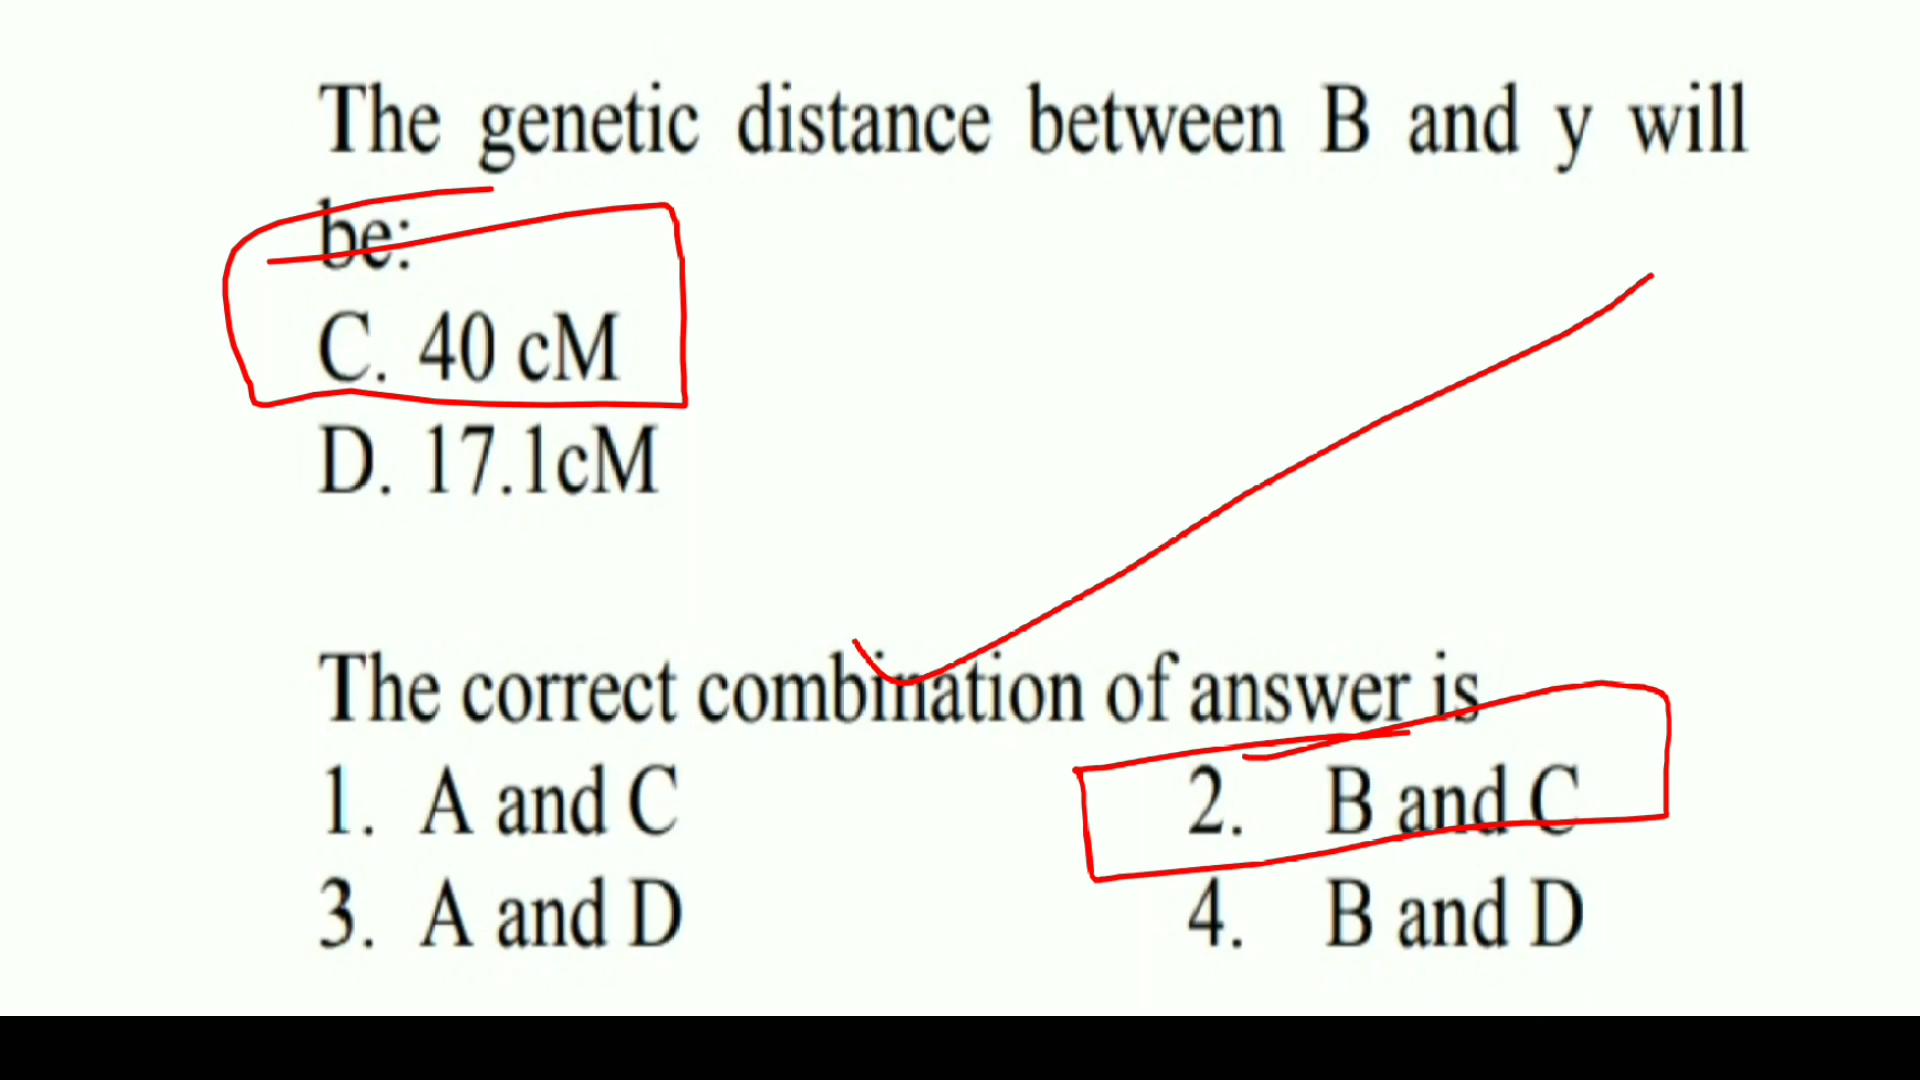 The genetic distance between B and y will
be:
C. 40 cM
D. 17.1cM
The correct combination of answer is
1. A and C 2. B and C
3. A and D 4. B and D